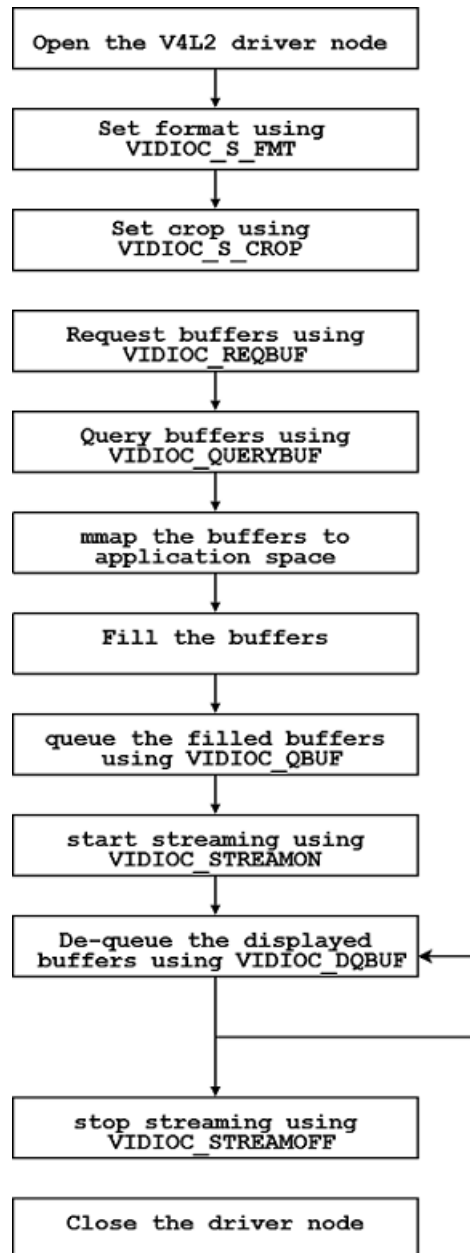 Open the V4L2 driver node
Set format using
VIDIOC_S_FMT
Set crop using
VIDIOC_S_CROP
Request buffers using
VIDIOC_REQBUF
Query buffers using
VIDIOC_QUERYBUF
mmap the buffers to
application space
Fill the buffers
queue the filled buffers
using VIDIOC_QBUF
start streaming using
VIDIOC_STREAMON
De-queue the displayed
buffers using VIDIOC_DQBUF
stop streaming using
VIDIOC_STREAMOFF
Close the driver node